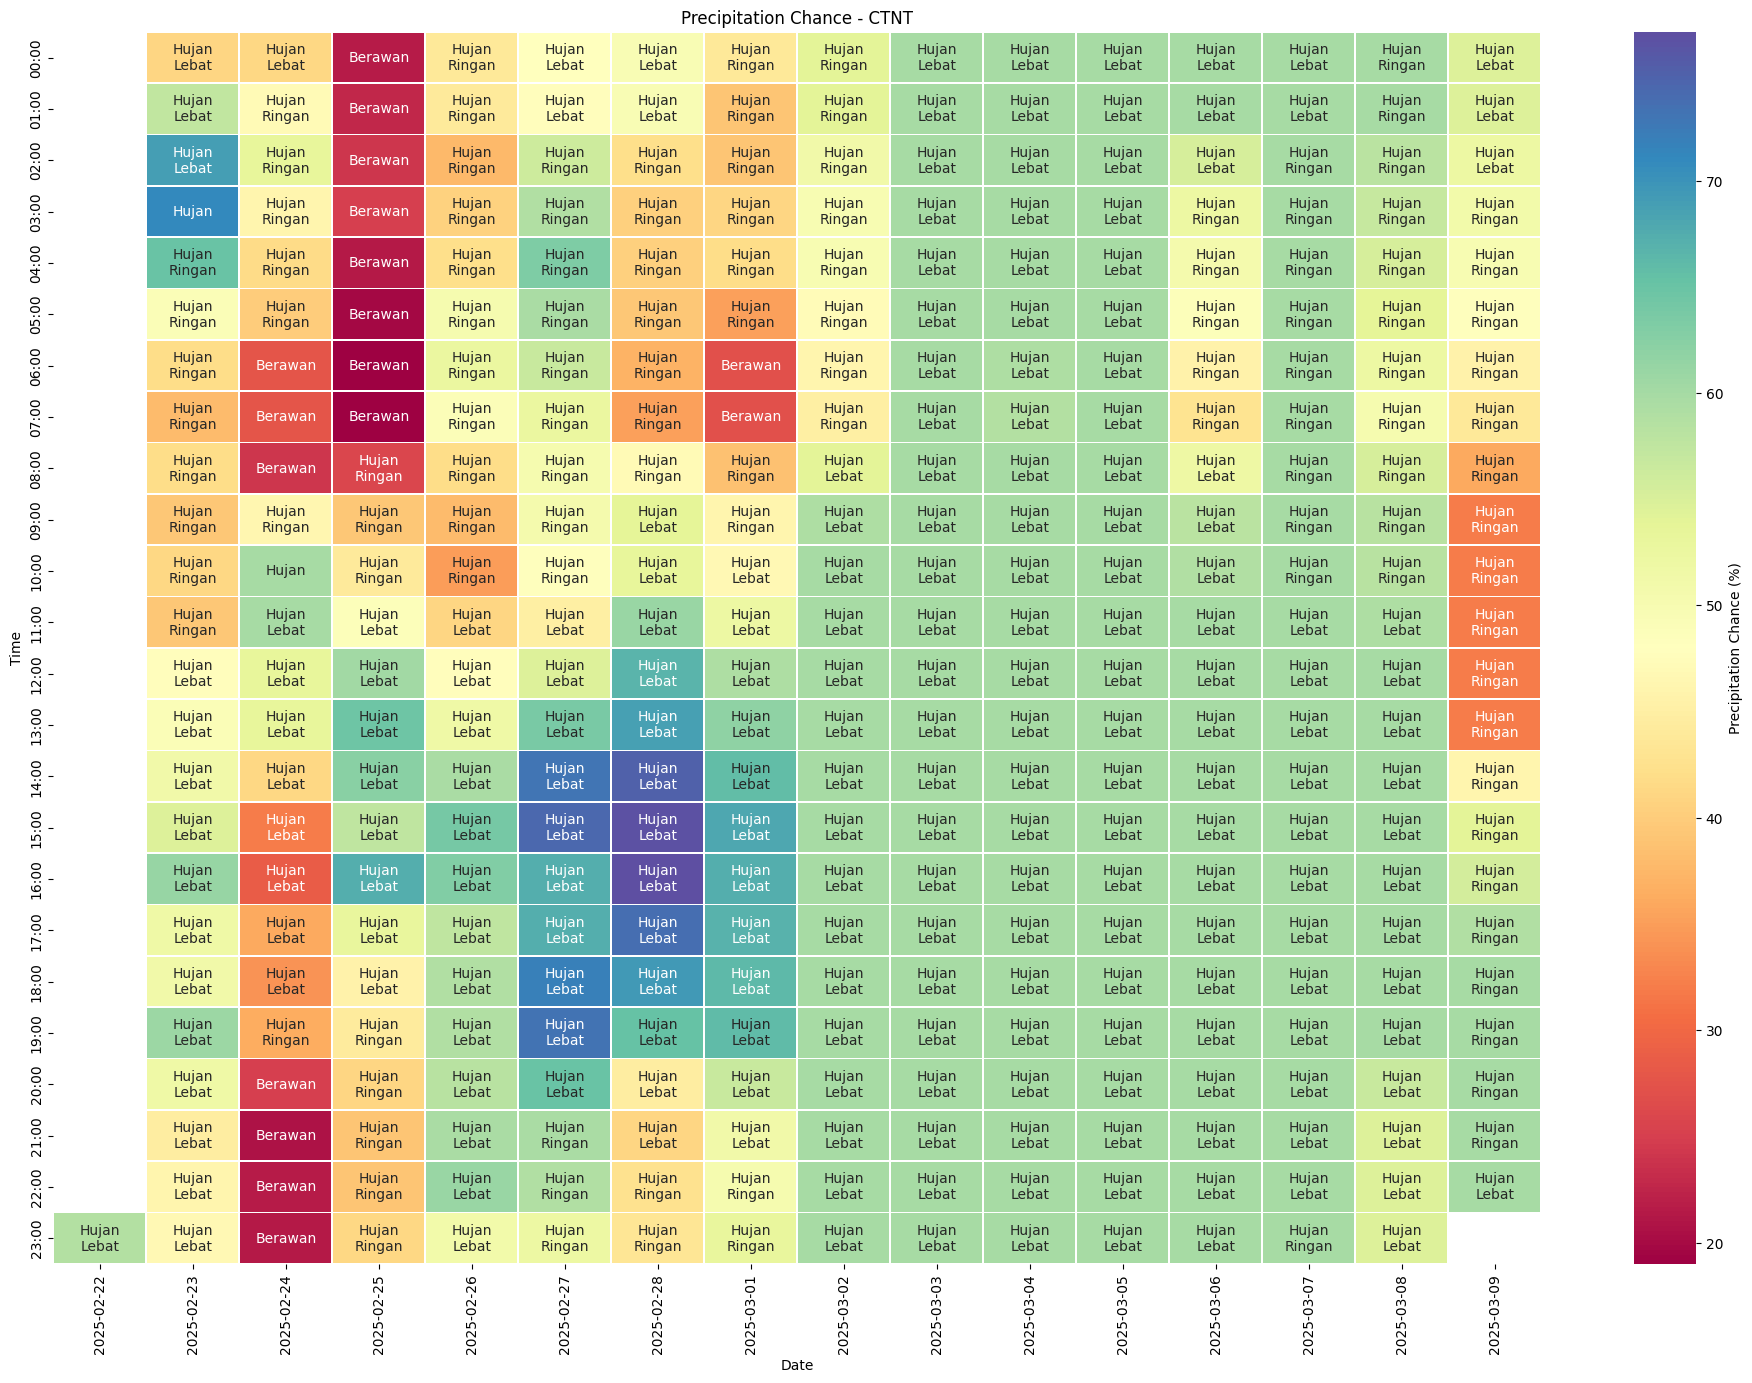 Precipitation Chance - CTNT
00:00 Hujan Lebat Hujan Lebat Berawan Hujan Ringan Hujan Lebat Hujan Lebat Hujan Ringan Hujan Ringan Hujan Lebat Hujan Lebat Hujan Lebat Hujan Lebat Hujan Lebat Hujan Ringan Hujan Lebat
01:00 Hujan Lebat Hujan Ringan Berawan Hujan Ringan Hujan Lebat Hujan Lebat Hujan Ringan Hujan Ringan Hujan Lebat Hujan Lebat Hujan Lebat Hujan Lebat Hujan Lebat Hujan Ringan Hujan Lebat
02:00 Hujan Lebat Hujan Ringan Berawan Hujan Ringan Hujan Ringan Hujan Ringan Hujan Ringan Hujan Ringan Hujan Lebat Hujan Lebat Hujan Lebat Hujan Lebat Hujan Ringan Hujan Ringan Hujan Lebat
03:00 Hujan Hujan Ringan Berawan Hujan Ringan Hujan Ringan Hujan Ringan Hujan Ringan Hujan Ringan Hujan Lebat Hujan Lebat Hujan Lebat Hujan Ringan Hujan Ringan Hujan Ringan Hujan Ringan
04:00 Hujan Ringan Hujan Ringan Berawan Hujan Ringan Hujan Ringan Hujan Ringan Hujan Ringan Hujan Ringan Hujan Lebat Hujan Lebat Hujan Lebat Hujan Ringan Hujan Ringan Hujan Ringan Hujan Ringan
05:00 Hujan Ringan Hujan Ringan Berawan Hujan Ringan Hujan Ringan Hujan Ringan Hujan Ringan Hujan Ringan Hujan Lebat Hujan Lebat Hujan Lebat Hujan Ringan Hujan Ringan Hujan Ringan Hujan Ringan
06:00 Hujan Ringan Berawan Berawan Hujan Ringan Hujan Ringan Hujan Ringan Berawan Hujan Ringan Hujan Lebat Hujan Lebat Hujan Lebat Hujan Ringan Hujan Ringan Hujan Ringan Hujan Ringan
07:00 Hujan Ringan Berawan Berawan Hujan Ringan Hujan Ringan Hujan Ringan Berawan Hujan Ringan Hujan Lebat Hujan Lebat Hujan Lebat Hujan Ringan Hujan Ringan Hujan Ringan Hujan Ringan
08:00 Hujan Ringan Berawan Hujan Ringan Hujan Ringan Hujan Ringan Hujan Ringan Hujan Ringan Hujan Lebat Hujan Lebat Hujan Lebat Hujan Lebat Hujan Lebat Hujan Ringan Hujan Ringan Hujan Ringan
09:00 Hujan Ringan Hujan Ringan Hujan Ringan Hujan Ringan Hujan Ringan Hujan Lebat Hujan Ringan Hujan Lebat Hujan Lebat Hujan Lebat Hujan Lebat Hujan Lebat Hujan Ringan Hujan Ringan Hujan Ringan
10:00 Hujan Ringan Hujan Hujan Ringan Hujan Ringan Hujan Ringan Hujan Lebat Hujan Lebat Hujan Lebat Hujan Lebat Hujan Lebat Hujan Lebat Hujan Lebat Hujan Ringan Hujan Ringan Hujan Ringan
11:00 Hujan Ringan Hujan Lebat Hujan Lebat Hujan Lebat Hujan Lebat Hujan Lebat Hujan Lebat Hujan Lebat Hujan Lebat Hujan Lebat Hujan Lebat Hujan Lebat Hujan Lebat Hujan Lebat Hujan Ringan
12:00 Hujan Lebat Hujan Lebat Hujan Lebat Hujan Lebat Hujan Lebat Hujan Lebat Hujan Lebat Hujan Lebat Hujan Lebat Hujan Lebat Hujan Lebat Hujan Lebat Hujan Lebat Hujan Lebat Hujan Ringan
13:00 Hujan Lebat Hujan Lebat Hujan Lebat Hujan Lebat Hujan Lebat Hujan Lebat Hujan Lebat Hujan Lebat Hujan Lebat Hujan Lebat Hujan Lebat Hujan Lebat Hujan Lebat Hujan Lebat Hujan Ringan
14:00 Hujan Lebat Hujan Lebat Hujan Lebat Hujan Lebat Hujan Lebat Hujan Lebat Hujan Lebat Hujan Lebat Hujan Lebat Hujan Lebat Hujan Lebat Hujan Lebat Hujan Lebat Hujan Lebat Hujan Ringan
15:00 Hujan Lebat Hujan Lebat Hujan Lebat Hujan Lebat Hujan Lebat Hujan Lebat Hujan Lebat Hujan Lebat Hujan Lebat Hujan Lebat Hujan Lebat Hujan Lebat Hujan Lebat Hujan Lebat Hujan Ringan
16:00 Hujan Lebat Hujan Lebat Hujan Lebat Hujan Lebat Hujan Lebat Hujan Lebat Hujan Lebat Hujan Lebat Hujan Lebat Hujan Lebat Hujan Lebat Hujan Lebat Hujan Lebat Hujan Lebat Hujan Ringan
17:00 Hujan Lebat Hujan Lebat Hujan Lebat Hujan Lebat Hujan Lebat Hujan Lebat Hujan Lebat Hujan Lebat Hujan Lebat Hujan Lebat Hujan Lebat Hujan Lebat Hujan Lebat Hujan Lebat Hujan Ringan
18:00 Hujan Lebat Hujan Lebat Hujan Lebat Hujan Lebat Hujan Lebat Hujan Lebat Hujan Lebat Hujan Lebat Hujan Lebat Hujan Lebat Hujan Lebat Hujan Lebat Hujan Lebat Hujan Lebat Hujan Ringan
19:00 Hujan Lebat Hujan Ringan Hujan Ringan Hujan Lebat Hujan Lebat Hujan Lebat Hujan Lebat Hujan Lebat Hujan Lebat Hujan Lebat Hujan Lebat Hujan Lebat Hujan Lebat Hujan Lebat Hujan Ringan
20:00 Hujan Lebat Berawan Hujan Ringan Hujan Lebat Hujan Lebat Hujan Lebat Hujan Lebat Hujan Lebat Hujan Lebat Hujan Lebat Hujan Lebat Hujan Lebat Hujan Lebat Hujan Lebat Hujan Ringan
21:00 Hujan Lebat Berawan Hujan Ringan Hujan Lebat Hujan Ringan Hujan Lebat Hujan Lebat Hujan Lebat Hujan Lebat Hujan Lebat Hujan Lebat Hujan Lebat Hujan Lebat Hujan Lebat Hujan Ringan
22:00 Hujan Lebat Berawan Hujan Ringan Hujan Lebat Hujan Ringan Hujan Ringan Hujan Ringan Hujan Lebat Hujan Lebat Hujan Lebat Hujan Lebat Hujan Lebat Hujan Lebat Hujan Lebat Hujan Lebat
23:00 Hujan Lebat Hujan Lebat Berawan Hujan Ringan Hujan Lebat Hujan Ringan Hujan Ringan Hujan Ringan Hujan Lebat Hujan Lebat Hujan Lebat Hujan Lebat Hujan Lebat Hujan Ringan Hujan Lebat
Time
2025-02-22 2025-02-23 2025-02-24 2025-02-25 2025-02-26 2025-02-27 2025-02-28 2025-03-01 2025-03-02 2025-03-03 2025-03-04 2025-03-05 2025-03-06 2025-03-07 2025-03-08 2025-03-09
Date
70
60
50
40
30
20
Precipitation Chance (%)